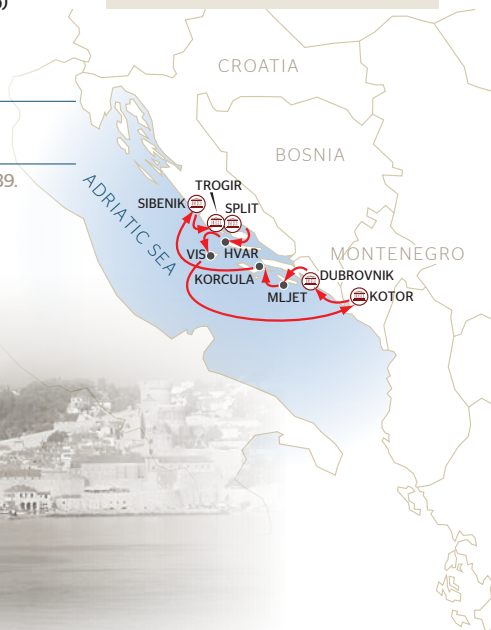 CROATIA
BOSNIA
39.
TROGIR
SIBENIK
SPLIT
ADRIATIC SEA
VIS
HVAR
MONTENEGRO
KORCULA
DUBROVNIK
MLJET
KOTOR